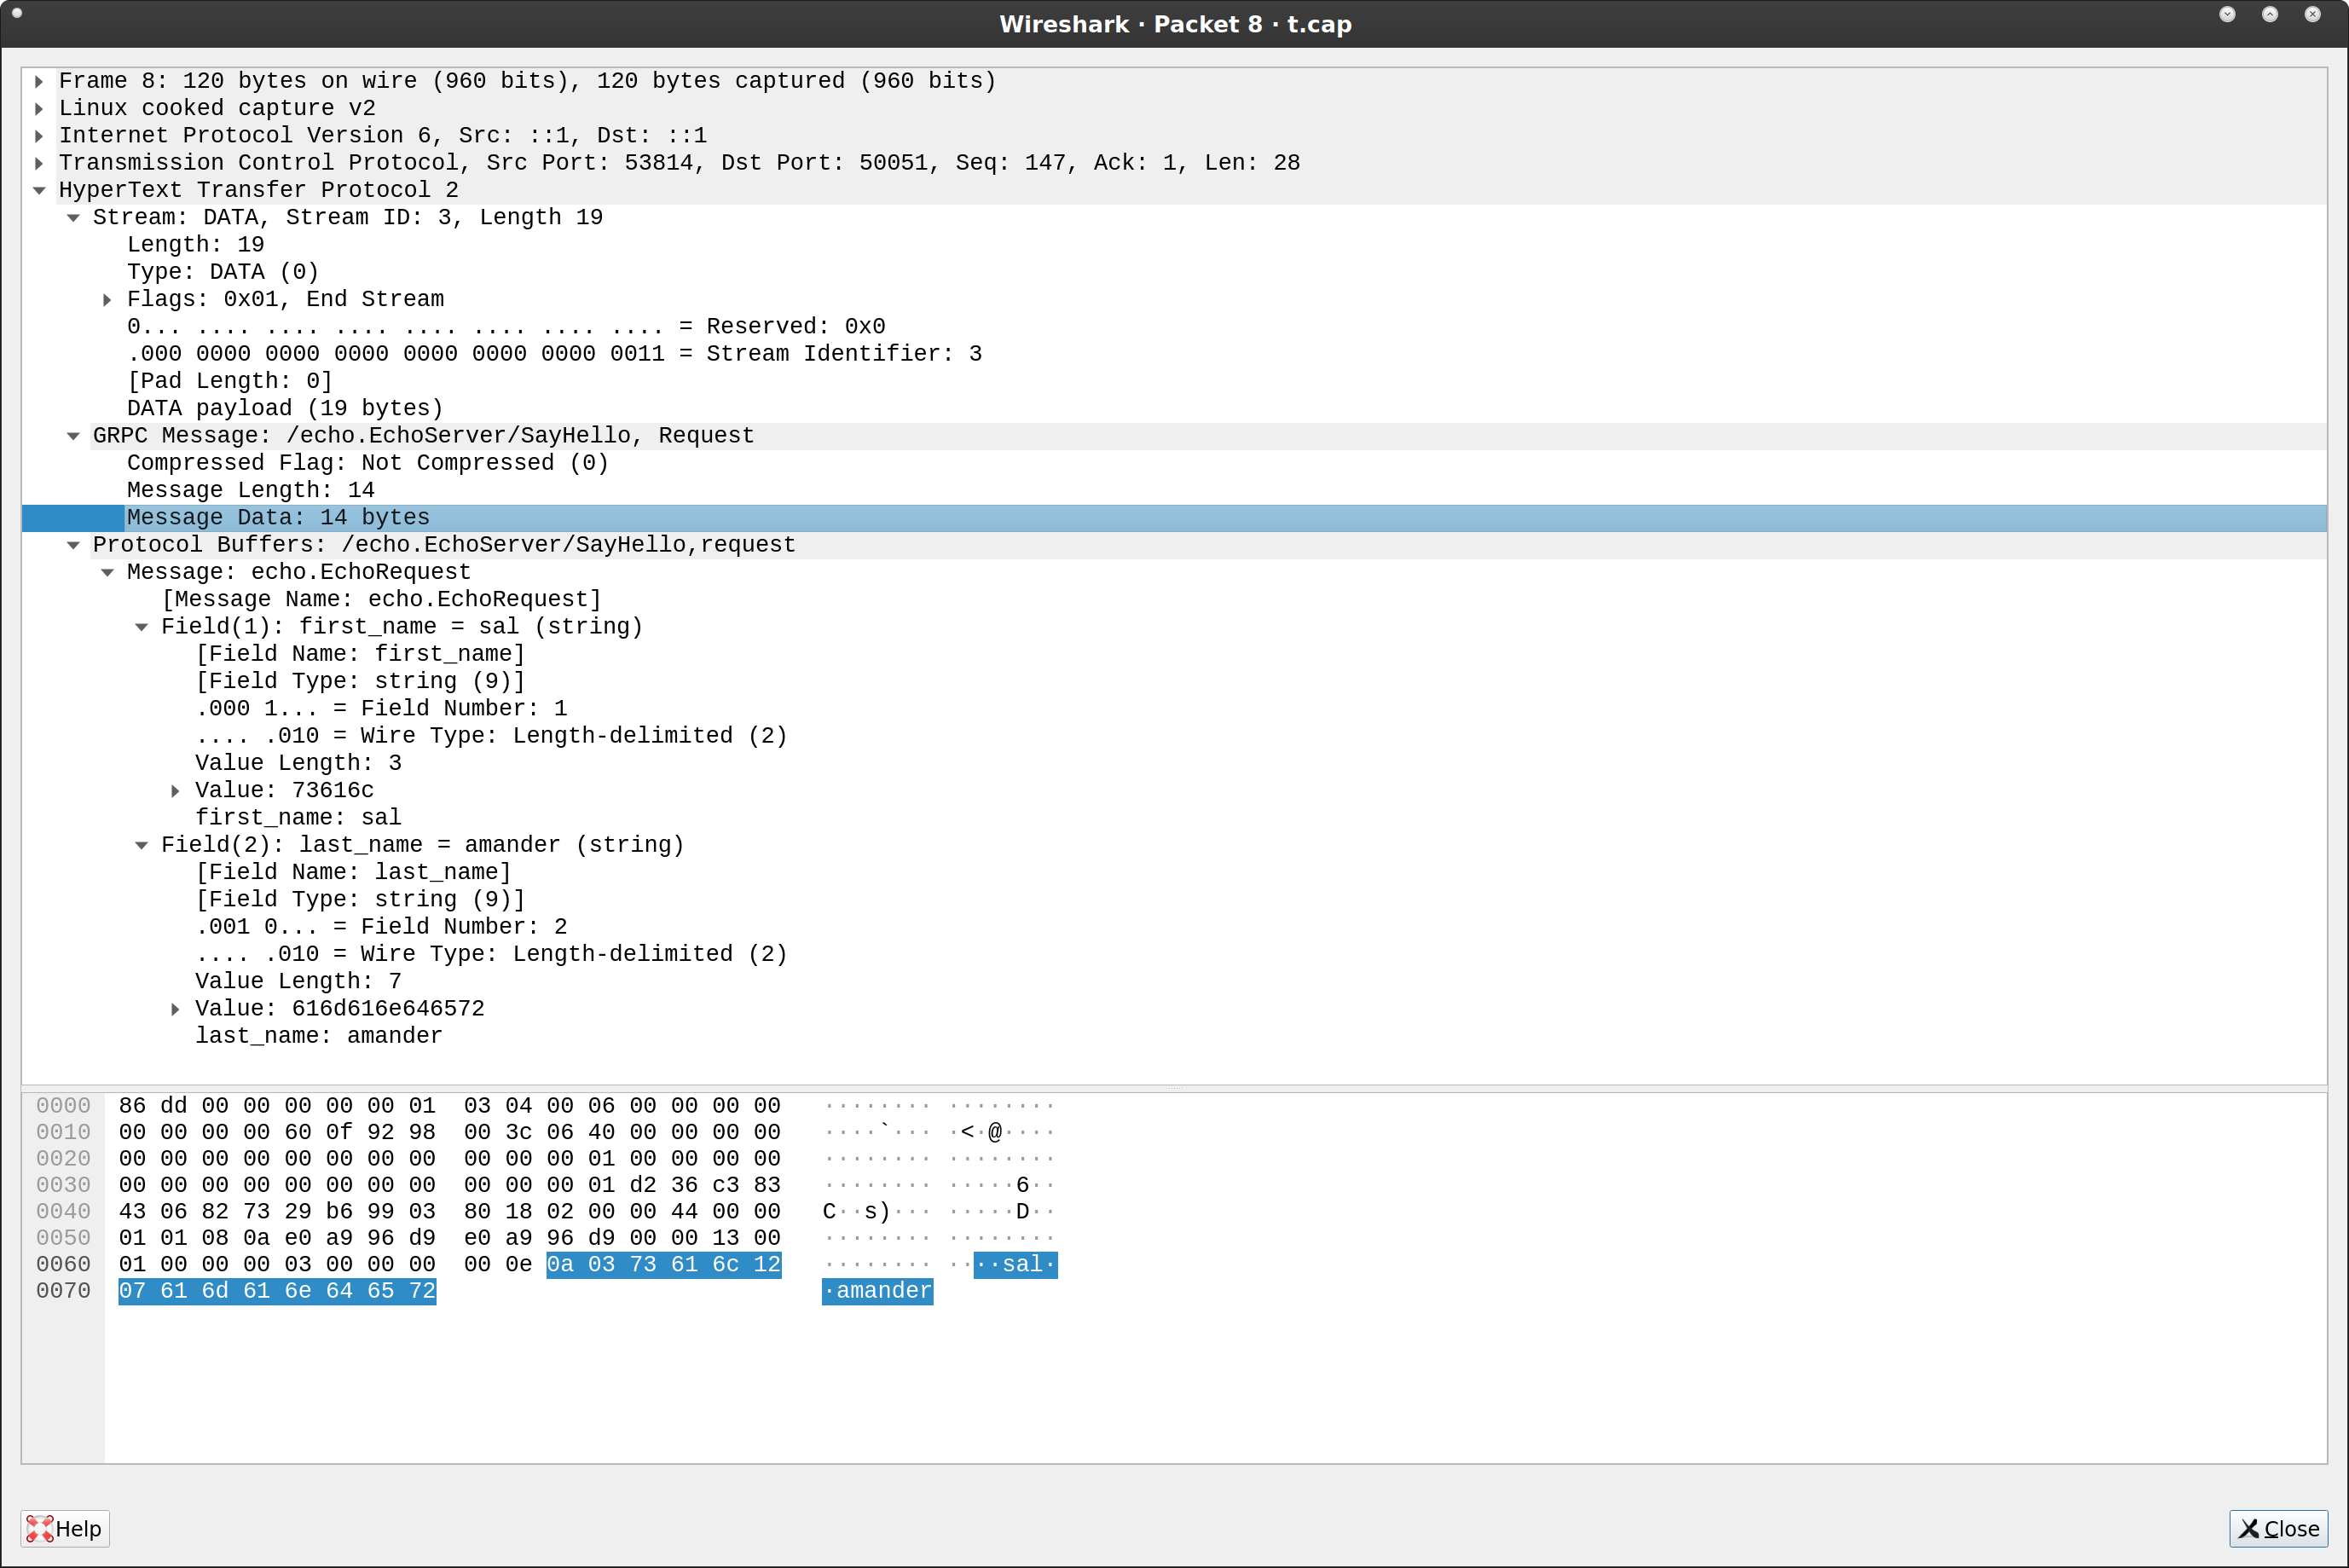 Wireshark · Packet 8 · t.cap
Frame 8: 120 bytes on wire (960 bits), 120 bytes captured (960 bits)
Linux cooked capture v2
Internet Protocol Version 6, Src: ::1, Dst: ::1
Transmission Control Protocol, Src Port: 53814, Dst Port: 50051, Seq: 147, Ack: 1, Len: 28
HyperText Transfer Protocol 2
Stream: DATA, Stream ID: 3, Length 19
Length: 19
Type: DATA (0)
Flags: 0x01, End Stream
0... .... .... .... .... .... .... .... = Reserved: 0x0
.000 0000 0000 0000 0000 0000 0000 0011 = Stream Identifier: 3
[Pad Length: 0]
DATA payload (19 bytes)
GRPC Message: /echo.EchoServer/SayHello, Request
Compressed Flag: Not Compressed (0)
Message Length: 14
Message Data: 14 bytes
Protocol Buffers: /echo.EchoServer/SayHello,request
Message: echo.EchoRequest
[Message Name: echo.EchoRequest]
Field(1): first_name = sal (string)
[Field Name: first_name]
[Field Type: string (9)]
.000 1... = Field Number: 1
.... .010 = Wire Type: Length-delimited (2)
Value Length: 3
Value: 73616c
first_name: sal
Field(2): last_name = amander (string)
[Field Name: last_name]
[Field Type: string (9)]
.001 0... = Field Number: 2
.... .010 = Wire Type: Length-delimited (2)
Value Length: 7
Value: 616d616e646572
last_name: amander
0000 86 dd 00 00 00 00 00 01 03 04 00 06 00 00 00 00 ········ ········
0010 00 00 00 00 60 0f 92 98 00 3c 06 40 00 00 00 00 ····`··· ·<·@····
0020 00 00 00 00 00 00 00 00 00 00 00 01 00 00 00 00 ········ ········
0030 00 00 00 00 00 00 00 00 00 00 00 01 d2 36 c3 83 ········ ·····6··
0040 43 06 82 73 29 b6 99 03 80 18 02 00 00 44 00 00 C··s)··· ·····D··
0050 01 01 08 0a e0 a9 96 d9 e0 a9 96 d9 00 00 13 00 ········ ········
0060 01 00 00 00 03 00 00 00 00 0e 0a 03 73 61 6c 12 ········ ····sal·
0070 07 61 6d 61 6e 64 65 72 ·amander
Help
Close